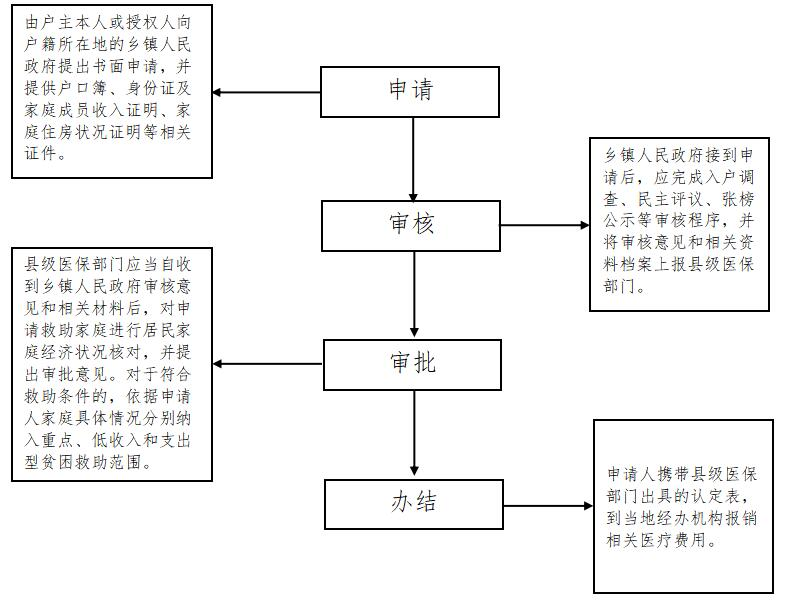 由户主本人或授权人向
户籍所在地的乡镇人民
政府提出书面申请，并
提供户口簿、身份证及
家庭成员收入证明、家
庭住房状况证明等相关
证件。
申请
乡镇人民政府接到申
请后，应完成入户调
查、民主评议、张榜
公示等审核程序，并
将审核意见和相关资
料档案上报县级医保
部门。
审核
县级医保部门应当自收
到乡镇人民政府审核意
见和相关材料后，对申
请救助家庭进行居民家
庭经济状况核对，并提
出审批意见。对于符合
救助条件的，依据申请
人家庭具体情况分别纳
入重点、低收入和支出
型贫困救助范围。
审批
申请人携带县级医保
部门出具的认定表，
到当地经办机构报销
相关医疗费用。
办结